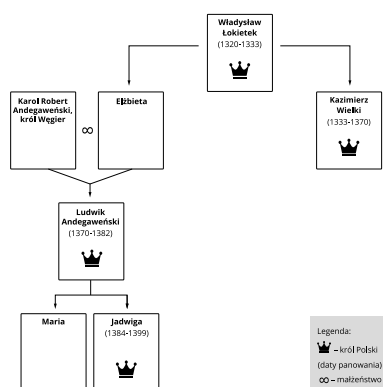 Władysław
Łokietek
(1320-1333)
Karol Robert
Andegaweński,
król Węgier
∞
Elżbieta
Kazimierz
Wielki
(1333-1370)
Ludwik
Andegaweński
(1370-1382)
Maria
Jadwiga
(1384-1399)
Legenda:
– król Polski
(daty panowania)
∞ – małżeństwo